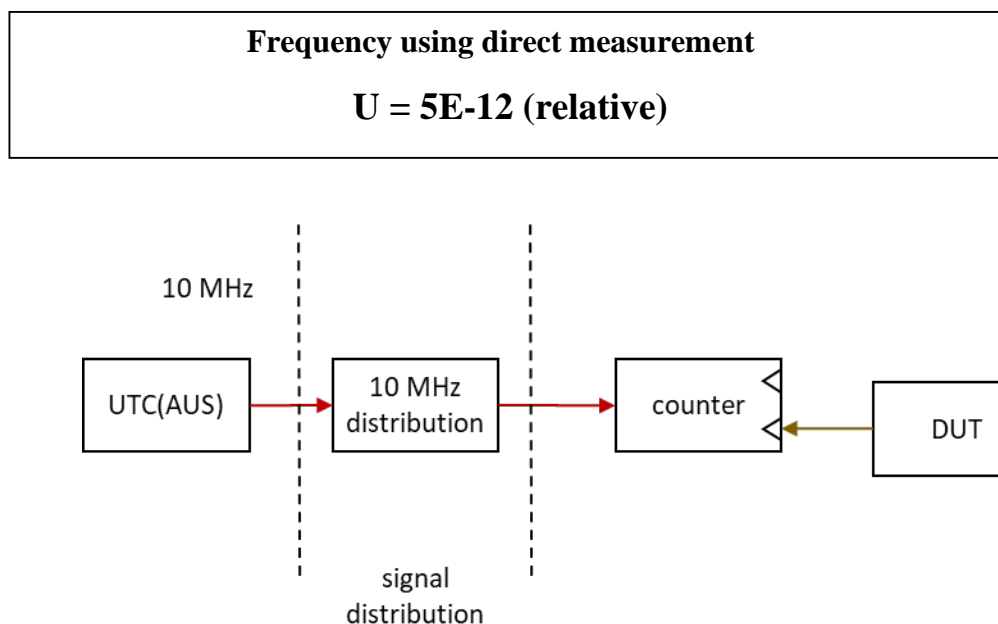 Frequency using direct measurement
U = 5E-12 (relative)
10 MHz
UTC(AUS)
10 MHz
distribution
counter
DUT
signal
distribution